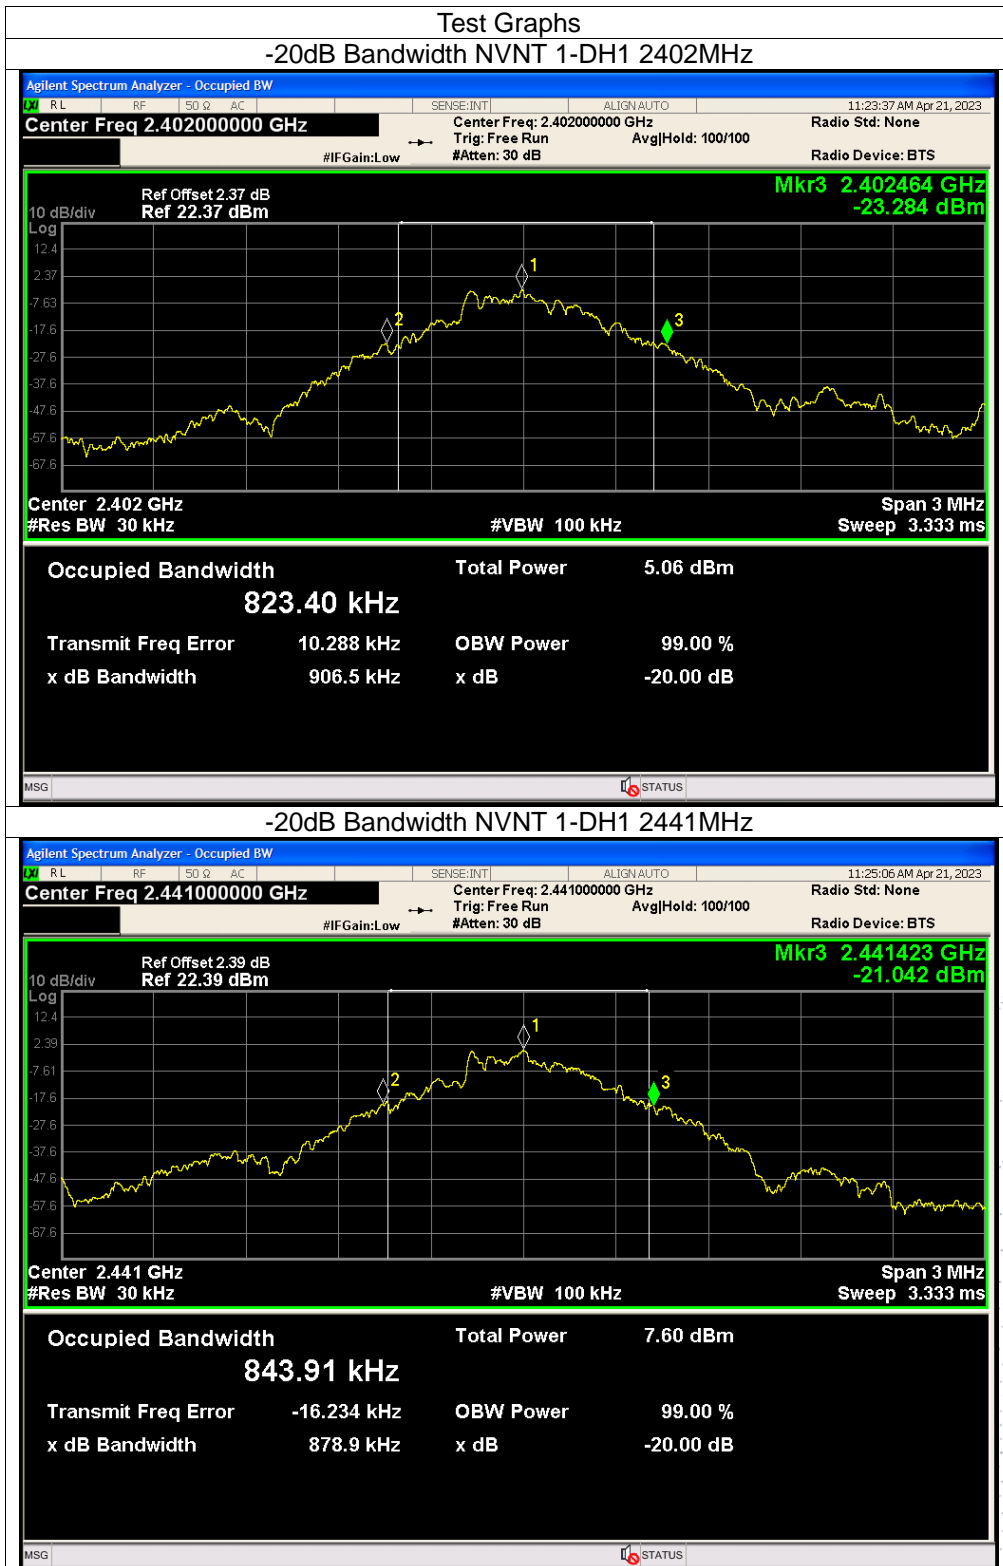 Test Graphs
-20dB Bandwidth NVNT 1-DH1 2402MHz
Agilent Spectrum Analyzer - Occupied BW
LXI RL RF 50 Ω AC SENSE:INT ALIGN AUTO 11:23:37 AM Apr 21, 2023
Center Freq 2.402000000 GHz Center Freq: 2.402000000 GHz Radio Std: None
Trig: Free Run Avg|Hold: 100/100
#IFGain:Low #Atten: 30 dB Radio Device: BTS
Mkr3 2.402464 GHz
-23.284 dBm
Ref Offset 2.37 dB
10 dB/div Ref 22.37 dBm
Log
12.4
2.37
-7.63
-17.6
-27.6
-37.6
-47.6
-57.6
-67.6
1
2
3
Center 2.402 GHz Span 3 MHz
#Res BW 30 kHz #VBW 100 kHz Sweep 3.333 ms
Occupied Bandwidth Total Power 5.06 dBm
823.40 kHz
Transmit Freq Error 10.288 kHz OBW Power 99.00 %
x dB Bandwidth 906.5 kHz x dB -20.00 dB
MSG STATUS
-20dB Bandwidth NVNT 1-DH1 2441MHz
Agilent Spectrum Analyzer - Occupied BW
LXI RL RF 50 Ω AC SENSE:INT ALIGN AUTO 11:25:06 AM Apr 21, 2023
Center Freq 2.441000000 GHz Center Freq: 2.441000000 GHz Radio Std: None
Trig: Free Run Avg|Hold: 100/100
#IFGain:Low #Atten: 30 dB Radio Device: BTS
Mkr3 2.441423 GHz
-21.042 dBm
Ref Offset 2.39 dB
10 dB/div Ref 22.39 dBm
Log
12.4
2.39
-7.61
-17.6
-27.6
-37.6
-47.6
-57.6
-67.6
1
2
3
Center 2.441 GHz Span 3 MHz
#Res BW 30 kHz #VBW 100 kHz Sweep 3.333 ms
Occupied Bandwidth Total Power 7.60 dBm
843.91 kHz
Transmit Freq Error -16.234 kHz OBW Power 99.00 %
x dB Bandwidth 878.9 kHz x dB -20.00 dB
MSG STATUS